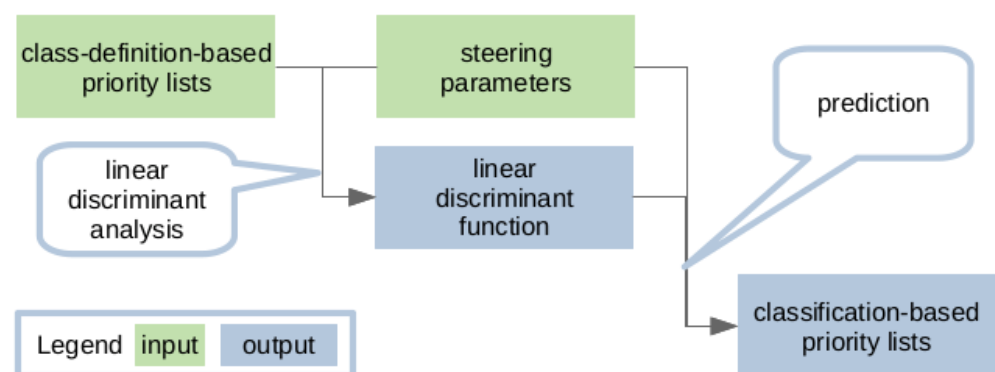 class-definition-based
priority lists
steering
parameters
prediction
linear
discriminant
analysis
linear
discriminant
function
classification-based
priority lists
Legend input output